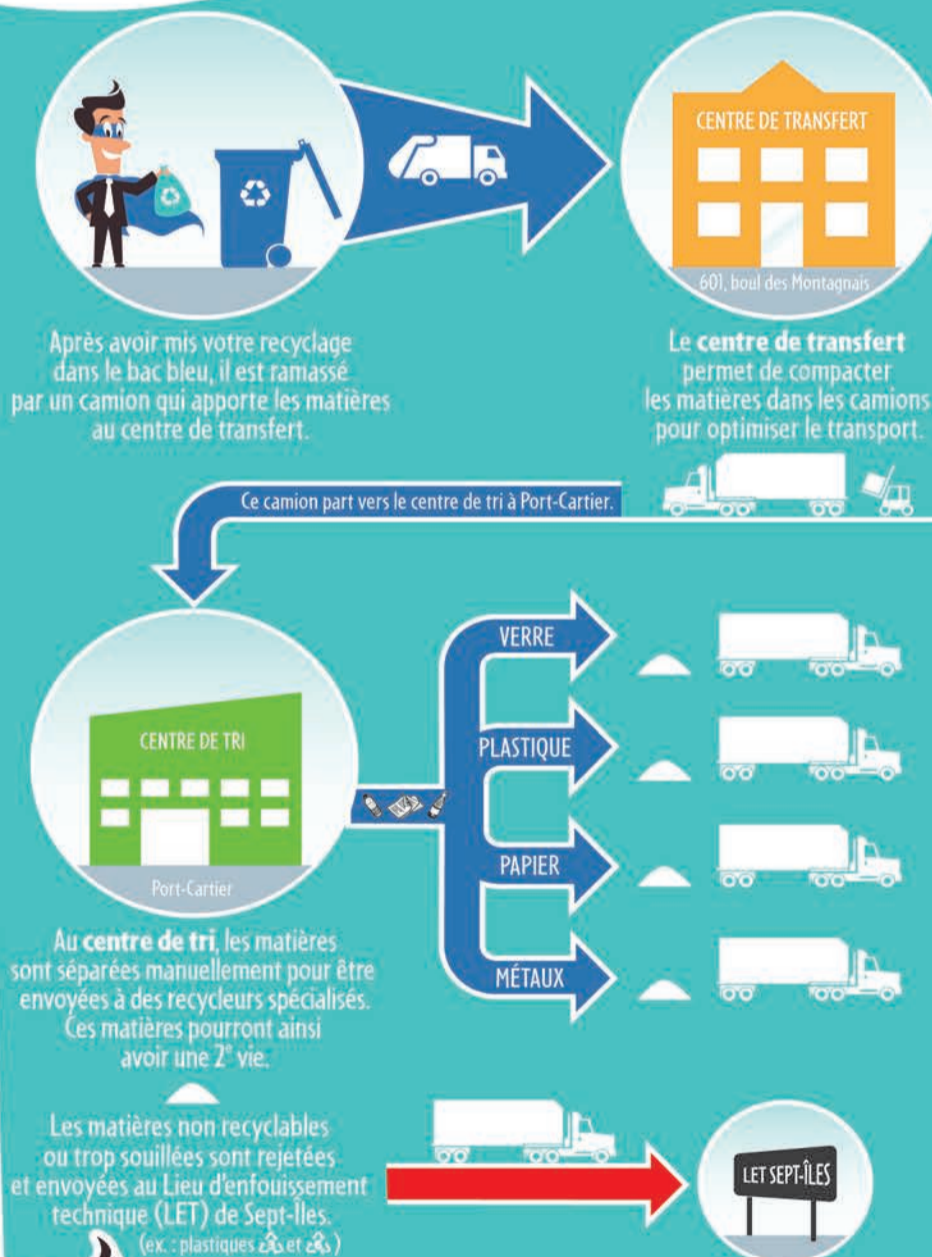 CENTRE DE TRANSFERT
601, boul des Montagnais
Après avoir mis votre recyclage
dans le bac bleu, il est ramassé
par un camion qui apporte les matières
au centre de transfert.
Le centre de transfert
permet de compacter
les matières dans les camions
pour optimiser le transport.
Ce camion part vers le centre de tri à Port-Cartier.
CENTRE DE TRI
Port-Cartier
VERRE
PLASTIQUE
PAPIER
MÉTAUX
Au centre de tri, les matières
sont séparées manuellement pour être
envoyées à des recycleurs spécialisés.
Ces matières pourront ainsi
avoir une 2e vie.
Les matières non recyclables
ou trop souillées sont rejetées
et envoyées au Lieu d'enfouissement
technique (LET) de Sept-Îles.
(ex. : plastiques et )
LET SEPT-ÎLES